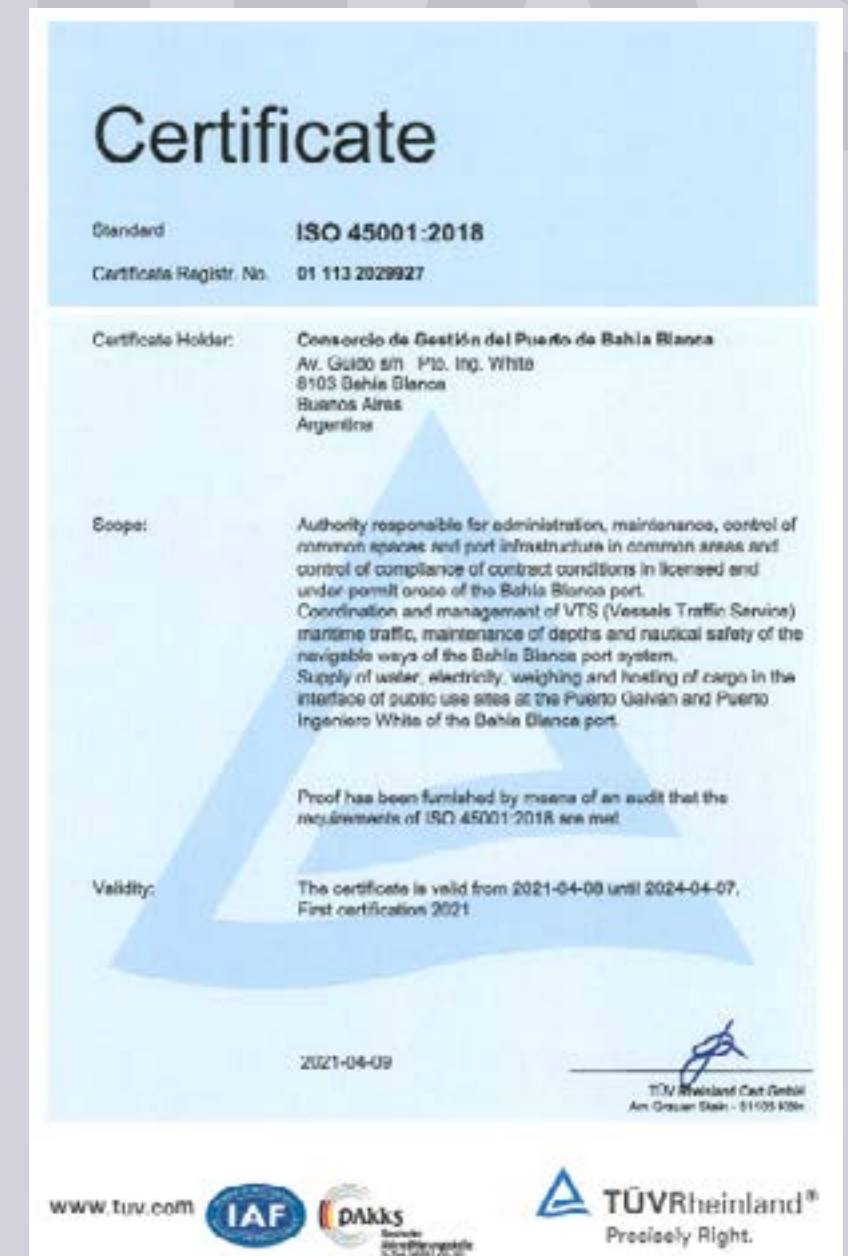 Certificate
Standard ISO 45001:2018
Certificate Registr. No. 01 113 2029927
Certificate Holder: Consorcio de Gestión del Puerto de Bahía Blanca
Av. Guido s/n Pto. Ing. White
8103 Bahía Blanca
Buenos Aires
Argentina
Scope: Authority responsible for administration, maintenance, control of
common spaces and port infrastructure in common areas and
control of compliance of contract conditions in licensed and
under permit areas of the Bahía Blanca port.
Coordination and management of VTS (Vessels Traffic Service)
maritime traffic, maintenance of depths and nautical safety of the
navigable ways of the Bahía Blanca port system.
Supply of water, electricity, weighing and hosting of cargo in the
interface of public use sites at the Puerto Galván and Puerto
Ingeniero White of the Bahía Blanca port.
Proof has been furnished by means of an audit that the
requirements of ISO 45001:2018 are met.
Validity: The certificate is valid from 2021-04-08 until 2024-04-07.
First certification 2021
2021-04-09
TÜV Rheinland Cert GmbH
Am Grauen Stein - 51105 Köln
www.tuv.com
IAF
DAkkS
Deutsche
Akkreditierungsstelle
TÜVRheinland®
Precisely Right.